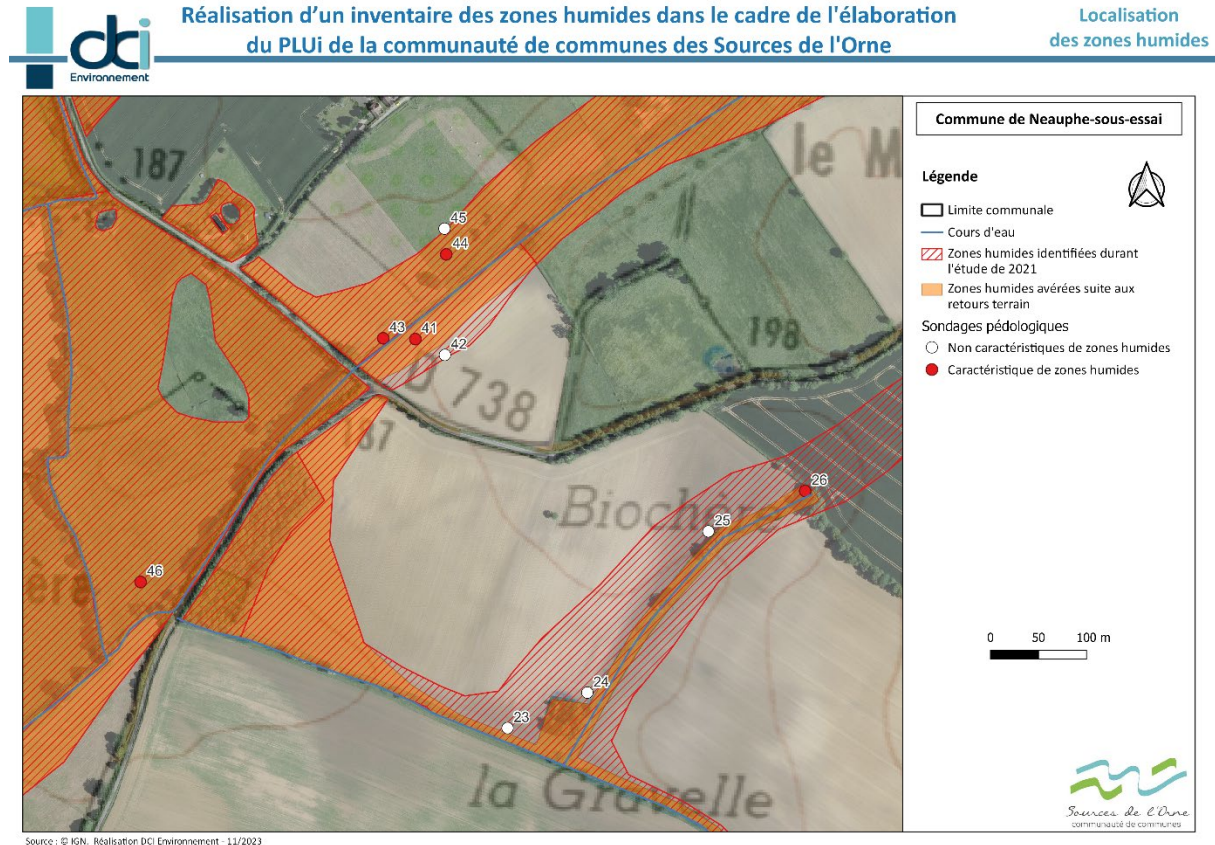 Réalisation d’un inventaire des zones humides dans le cadre de l'élaboration
du PLUi de la communauté de communes des Sources de l'Orne
Localisation
des zones humides
dci
Environnement
Commune de Neauphe-sous-essai
Légende
Limite communale
Cours d'eau
Zones humides identifiées durant
l'étude de 2021
Zones humides avérées suite aux
retours terrain
Sondages pédologiques
Non caractéristiques de zones humides
Caractéristique de zones humides
187
le M
45
44
43
41
42
198
D 738
187
26
Biochère
25
46
ère
24
23
la Gravelle
0 50 100 m
Sources de l'Orne
communauté de communes
Source : © IGN. Réalisation DCI Environnement - 11/2023